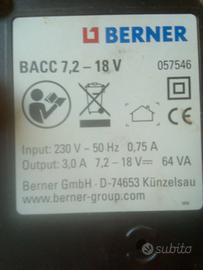 BERNER
BACC 7,2 – 18 V 057546
Input: 230 V ~ 50 Hz 0,75 A
Output: 3,0 A 7,2 – 18 V⎓ 64 VA
Berner GmbH · D-74653 Künzelsau
www.berner-group.com
subito